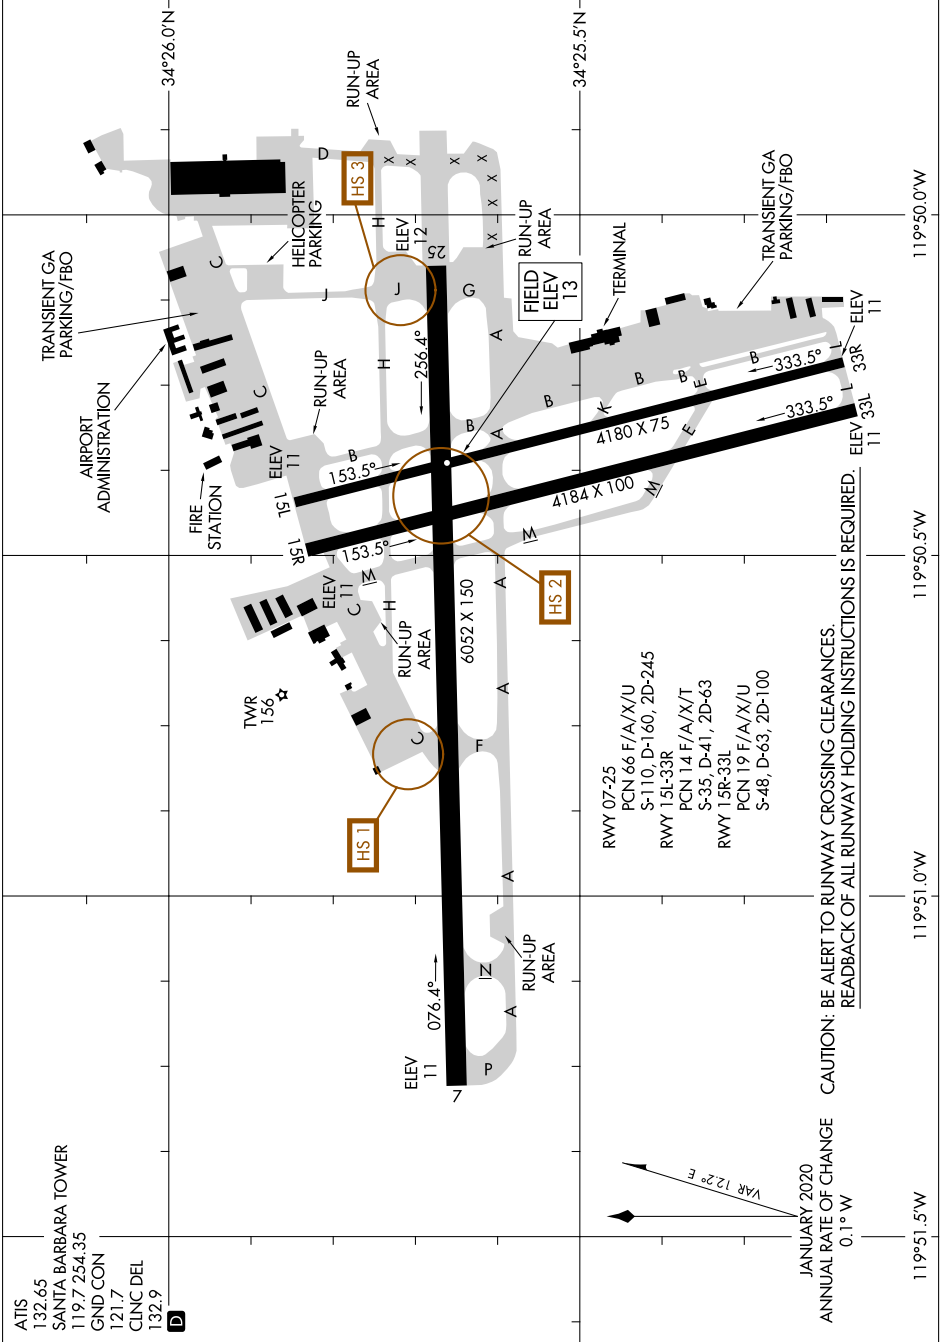 ATIS
132.65
SANTA BARBARA TOWER
119.7 254.35
GND CON
121.7
CLNC DEL
132.9
D
34°26.0'N
34°25.5'N
119°50.0'W
119°50.5'W
119°51.0'W
119°51.5'W
RUN-UP
AREA
D
HS 3
X
X
X
X
X
X
X
HELICOPTER
PARKING
H
ELEV
12
25
RUN-UP
AREA
TRANSIENT GA
PARKING/FBO
TERMINAL
TRANSIENT GA
PARKING/FBO
C
J
J
G
FIELD
ELEV
13
A
AIRPORT
ADMINISTRATION
C
RUN-UP
AREA
H
256.4°
B
A
B
K
B
B
E
B
E
L
L
ELEV
11
33R
333.5°
333.5°
33L
ELEV
11
4180 X 75
4184 X 100
M
M
FIRE
STATION
ELEV
11
15L
B
153.5°
15R
153.5°
HS 2
ELEV
11
M
C
H
RUN-UP
AREA
6052 X 150
A
A
TWR
156
C
F
HS 1
A
RUN-UP
AREA
N
A
076.4°
ELEV
11
P
7
RWY 07-25
PCN 66 F/A/X/U
S-110, D-160, 2D-245
RWY 15L-33R
PCN 14 F/A/X/T
S-35, D-41, 2D-63
RWY 15R-33L
PCN 19 F/A/X/U
S-48, D-63, 2D-100
CAUTION: BE ALERT TO RUNWAY CROSSING CLEARANCES.
READBACK OF ALL RUNWAY HOLDING INSTRUCTIONS IS REQUIRED.
VAR 12.2° E
JANUARY 2020
ANNUAL RATE OF CHANGE
0.1° W